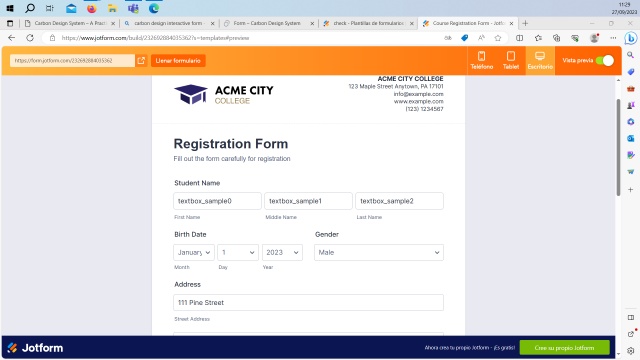 11:29
27/09/2023
Carbon Design System – A Practi
carbon design interactive form -
Form – Carbon Design System
check - Plantillas de formularios
Course Registration Form - Jotfo
https://www.jotform.com/build/232692884035362?s=template#preview
https://form.jotform.com/232692884035362
Llenar formulario
Teléfono
Tablet
Escritorio
Vista previa
ACME CITY
COLLEGE
ACME CITY COLLEGE
123 Maple Street Anytown, PA 17101
info@example.com
www.example.com
(123) 1234567
Registration Form
Fill out the form carefully for registration
Student Name
textbox_sample0
textbox_sample1
textbox_sample2
First Name
Middle Name
Last Name
Birth Date
Gender
January
1
2023
Male
Month
Day
Year
Address
111 Pine Street
Street Address
Jotform
Ahora crea tu propio Jotform - ¡Es gratis!
Cree su propio Jotform